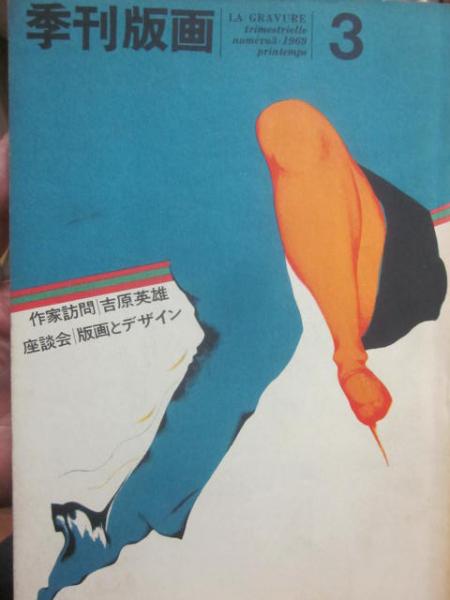 季刊版画
LA GRAVURE
trimestrielle
numéro3·1969
printemps
3
作家訪問|吉原英雄
座談会|版画とデザイン